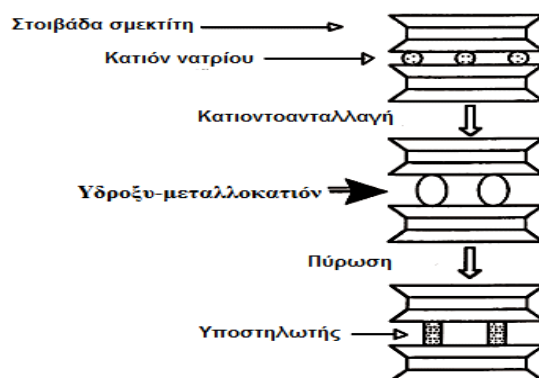 Στοιβάδα σμεκτίτη
Κατιόν νατρίου
Κατιοντοανταλλαγή
Υδροξυ-μεταλλοκατιόν
Πύρωση
Υποστηλωτής